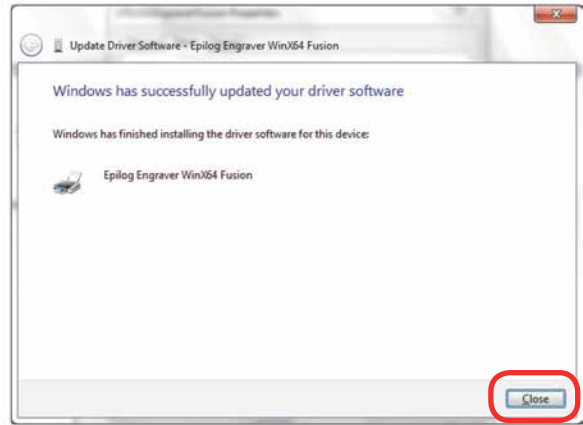 Update Driver Software - Epilog Engraver WinX64 Fusion
Windows has successfully updated your driver software
Windows has finished installing the driver software for this device:
Epilog Engraver WinX64 Fusion
Close